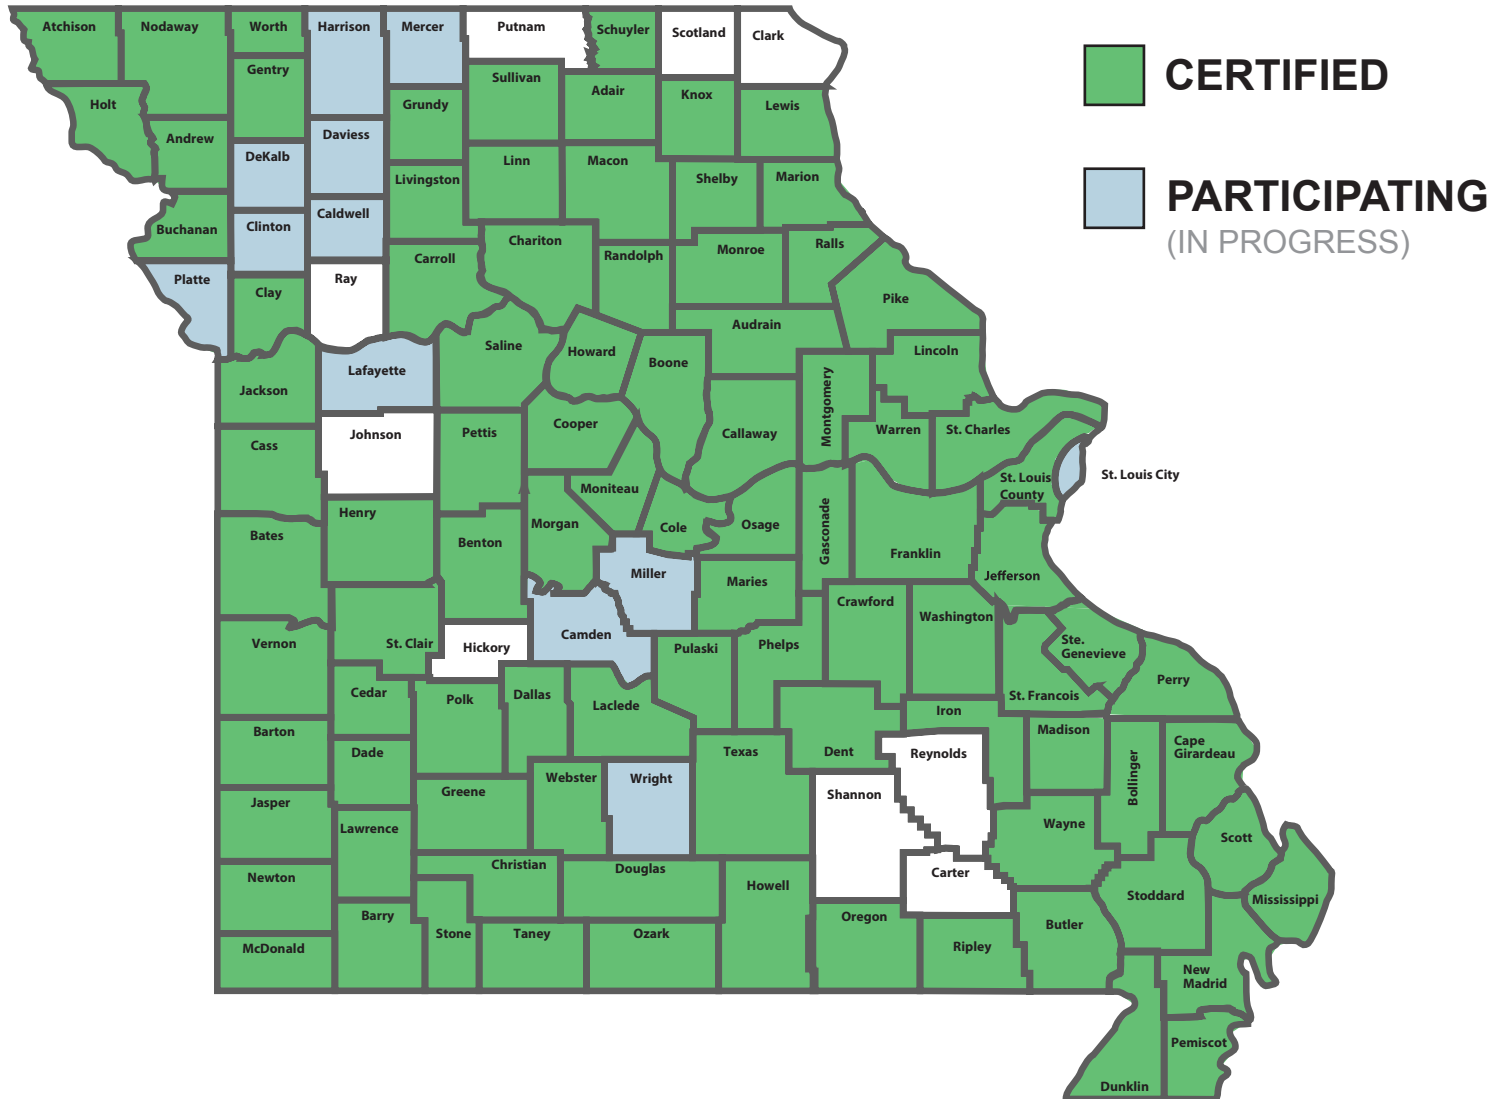 Atchison
Nodaway
Worth
Harrison
Mercer
Putnam
Schuyler
Scotland
Clark
CERTIFIED
PARTICIPATING
(IN PROGRESS)
Gentry
Sullivan
Adair
Knox
Lewis
Holt
Andrew
DeKalb
Daviess
Grundy
Linn
Macon
Shelby
Marion
Livingston
Buchanan
Clinton
Caldwell
Chariton
Randolph
Monroe
Ralls
Platte
Clay
Ray
Carroll
Pike
Saline
Howard
Boone
Audrain
Lincoln
Jackson
Lafayette
Montgomery
Cass
Johnson
Pettis
Cooper
Callaway
Warren
St. Charles
St. Louis City
St. Louis
County
Henry
Moniteau
Bates
Benton
Morgan
Cole
Osage
Gasconade
Franklin
Jefferson
Miller
Maries
Crawford
Washington
Vernon
St. Clair
Hickory
Camden
Pulaski
Phelps
Ste.
Genevieve
Perry
Cedar
Polk
Dallas
Laclede
St. Francois
Iron
Barton
Dade
Texas
Dent
Reynolds
Madison
Bollinger
Cape
Girardeau
Jasper
Lawrence
Greene
Webster
Wright
Shannon
Wayne
Scott
Newton
Christian
Douglas
Howell
Carter
Stoddard
Mississippi
Barry
Stone
Taney
Ozark
Oregon
Ripley
Butler
McDonald
New
Madrid
Pemiscot
Dunklin